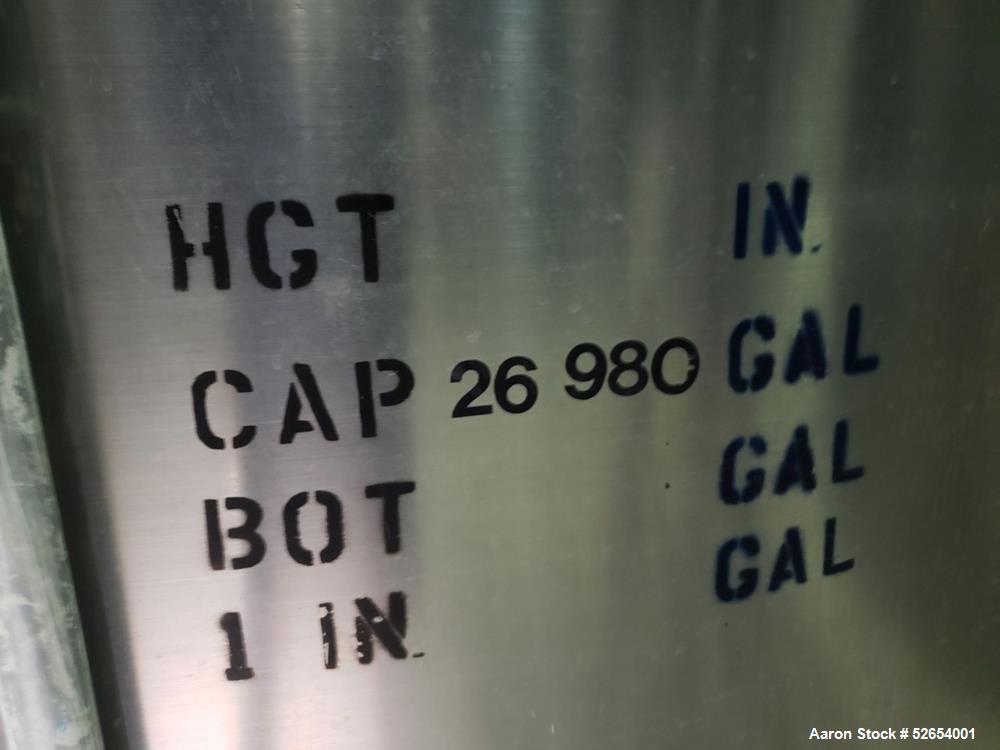 HGT IN.
CAP 26 980 GAL
BOT GAL
1 IN. GAL
Aaron Stock # 52654001